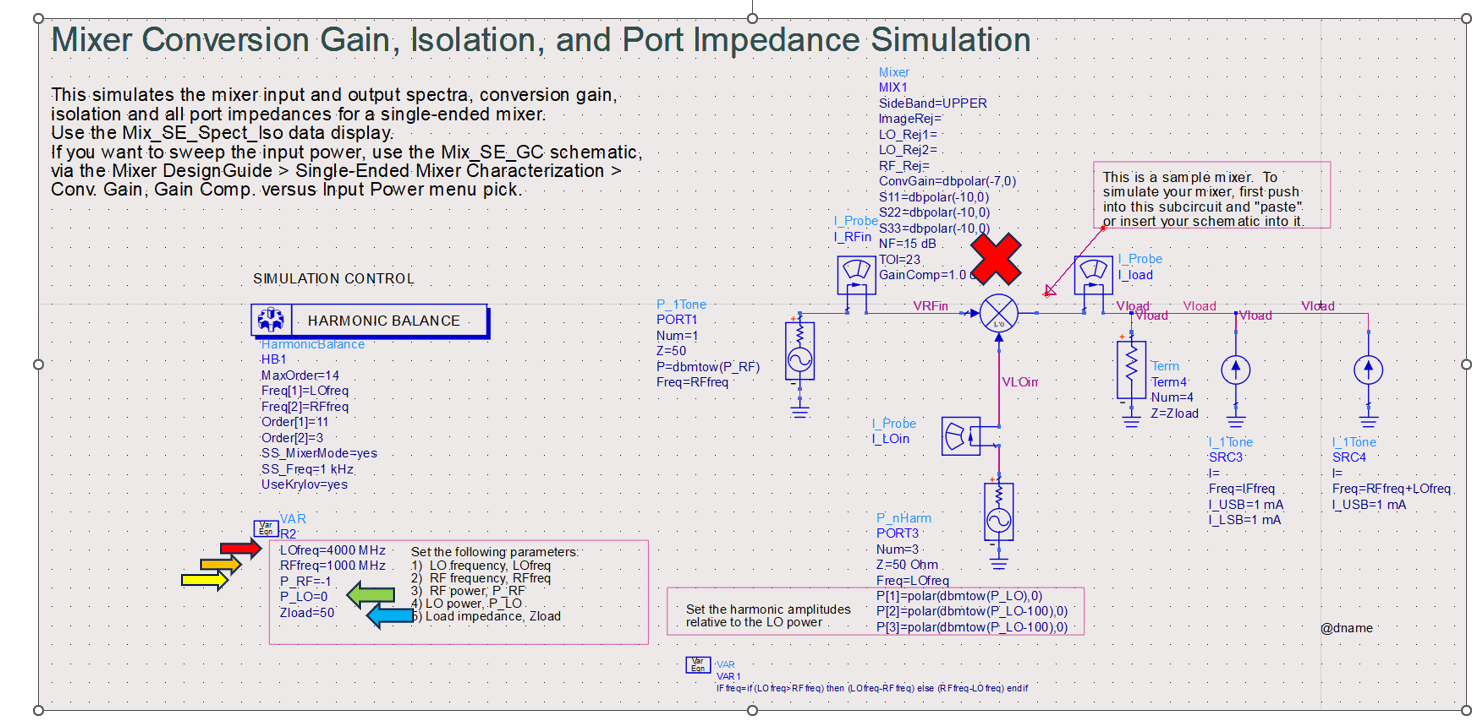 Mixer Conversion Gain, Isolation, and Port Impedance Simulation
This simulates the mixer input and output spectra, conversion gain,
isolation and all port impedances for a single-ended mixer.
Use the Mix_SE_Spect_Iso data display.
If you want to sweep the input power, use the Mix_SE_GC schematic,
via the Mixer DesignGuide > Single-Ended Mixer Characterization >
Conv. Gain, Gain Comp. versus Input Power menu pick.
Mixer
MIX1
SideBand=UPPER
ImageRej=
LO_Rej1=
LO_Rej2=
RF_Rej=
ConvGain=dbpolar(-7,0)
S11=dbpolar(-10,0)
S22=dbpolar(-10,0)
S33=dbpolar(-10,0)
NF=15 dB
TOI=23
GainComp=1.0
This is a sample mixer. To
simulate your mixer, first push
into this subcircuit and "paste"
or insert your schematic into it.
I_Probe
I_RFin
I_Probe
I_load
SIMULATION CONTROL
HARMONIC BALANCE
HarmonicBalance
HB1
MaxOrder=14
Freq[1]=LOfreq
Freq[2]=RFfreq
Order[1]=11
Order[2]=3
SS_MixerMode=yes
SS_Freq=1 kHz
UseKrylov=yes
P_1Tone
PORT1
Num=1
Z=50
P=dbmtow(P_RF)
Freq=RFfreq
VRFin
LO
Vload
Vload
Vload
Vload
Vload
VLOin
I_Probe
I_LOin
Term
Term4
Num=4
Z=Zload
I_1Tone
SRC3
I=
Freq=IFfreq
I_USB=1 mA
I_LSB=1 mA
I_1Tone
SRC4
I=
Freq=RFfreq+LOfreq
I_USB=1 mA
Var
Eqn
VAR
R2
LOfreq=4000 MHz
RFfreq=1000 MHz
P_RF=-1
P_LO=0
Zload=50
Set the following parameters:
1) LO frequency, LOfreq
2) RF frequency, RFfreq
3) RF power, P_RF
4) LO power, P_LO
5) Load impedance, Zload
P_nHarm
PORT3
Num=3
Z=50 Ohm
Freq=LOfreq
P[1]=polar(dbmtow(P_LO),0)
P[2]=polar(dbmtow(P_LO-100),0)
P[3]=polar(dbmtow(P_LO-100),0)
Set the harmonic amplitudes
relative to the LO power
@dname
Var
Eqn
VAR
VAR1
IFfreq=if (LOfreq>RFfreq) then (LOfreq-RFfreq) else (RFfreq-LOfreq) endif